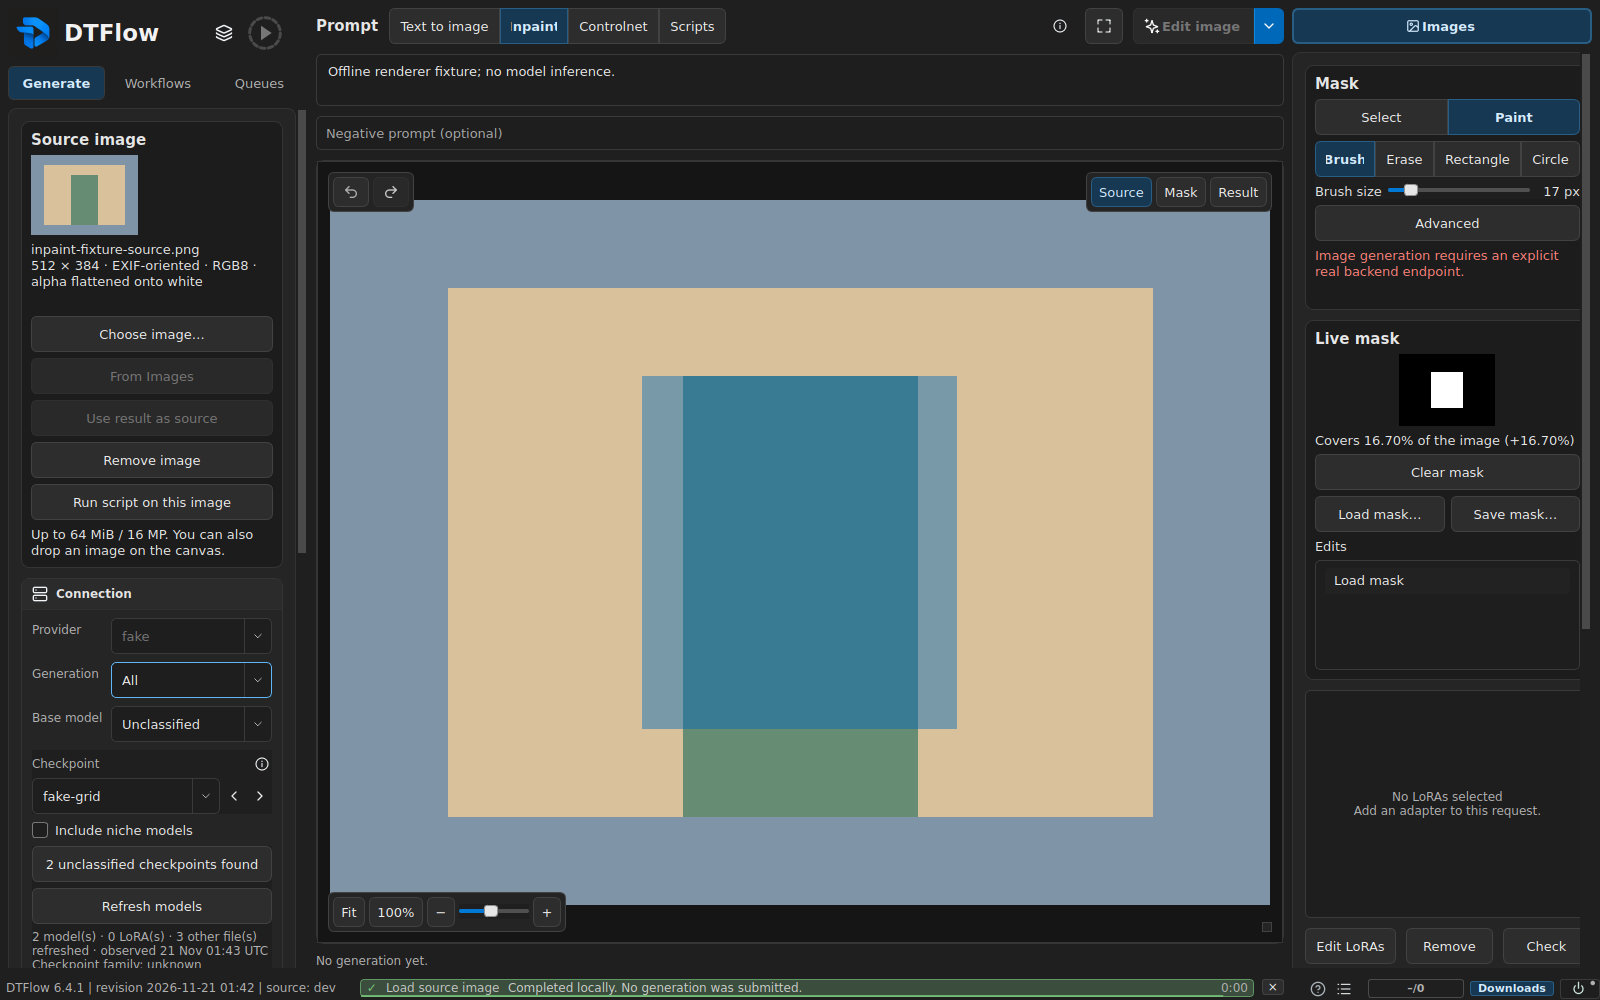 DTFlow
Prompt
Text to image
Inpaint
Controlnet
Scripts
Edit image
Images
Generate
Workflows
Queues
Offline renderer fixture; no model inference.
Negative prompt (optional)
Source image
inpaint-fixture-source.png
512 × 384 · EXIF-oriented · RGB8 ·
alpha flattened onto white
Choose image...
From Images
Use result as source
Remove image
Run script on this image
Up to 64 MiB / 16 MP. You can also
drop an image on the canvas.
Connection
Provider
fake
Generation
All
Base model
Unclassified
Checkpoint
fake-grid
Include niche models
2 unclassified checkpoints found
Refresh models
2 model(s) · 0 LoRA(s) · 3 other file(s)
refreshed · observed 21 Nov 01:43 UTC
Checkpoint family: unknown
Source
Mask
Result
Fit
100%
−
+
No generation yet.
Mask
Select
Paint
Brush
Erase
Rectangle
Circle
Brush size
17 px
Advanced
Image generation requires an explicit
real backend endpoint.
Live mask
Covers 16.70% of the image (+16.70%)
Clear mask
Load mask...
Save mask...
Edits
Load mask
No LoRAs selected
Add an adapter to this request.
Edit LoRAs
Remove
Check
DTFlow 6.4.1 | revision 2026-11-21 01:42 | source: dev
✓ Load source image Completed locally. No generation was submitted.
0:00
–/0
Downloads